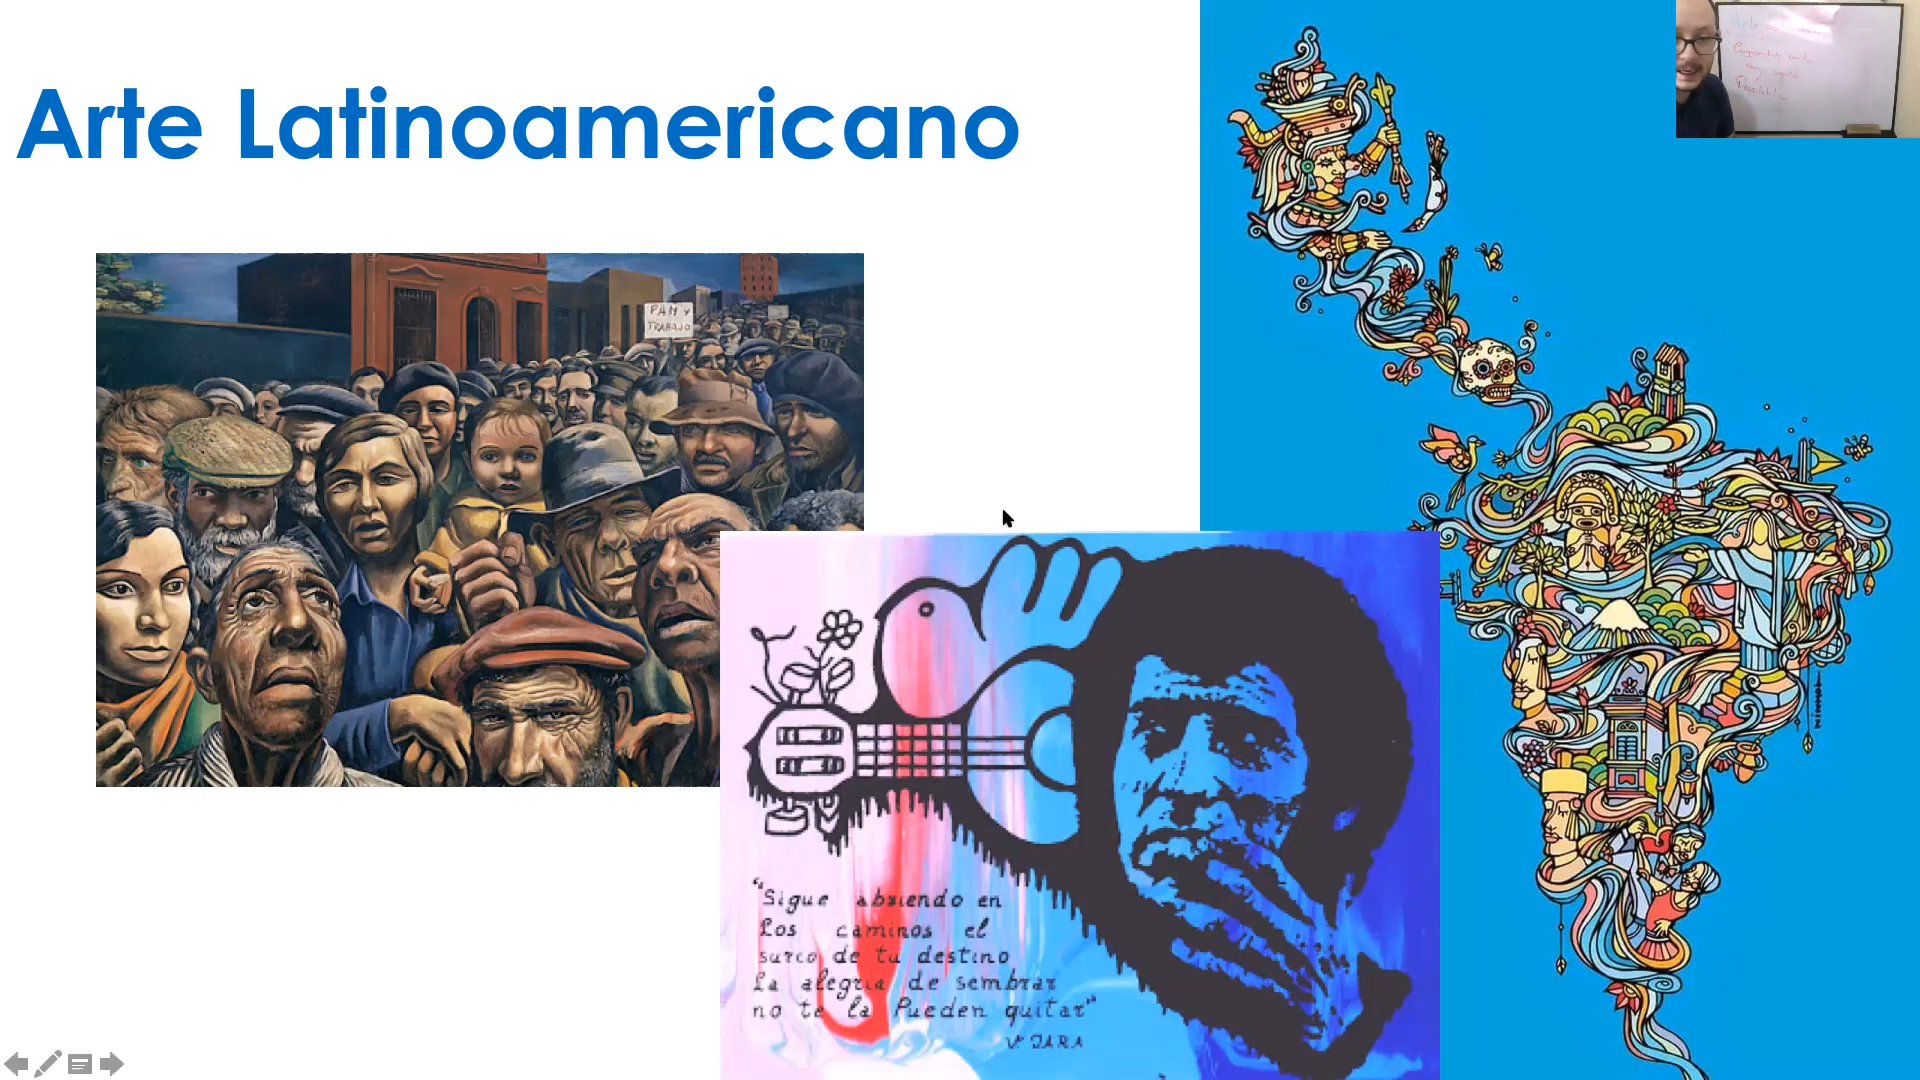 Arte Latinoamericano
PAN Y
TRABAJO
"Sigue abriendo en
los caminos el
surco de tu destino
la alegria de sembrar
no te la Pueden quitar"
V. JARA